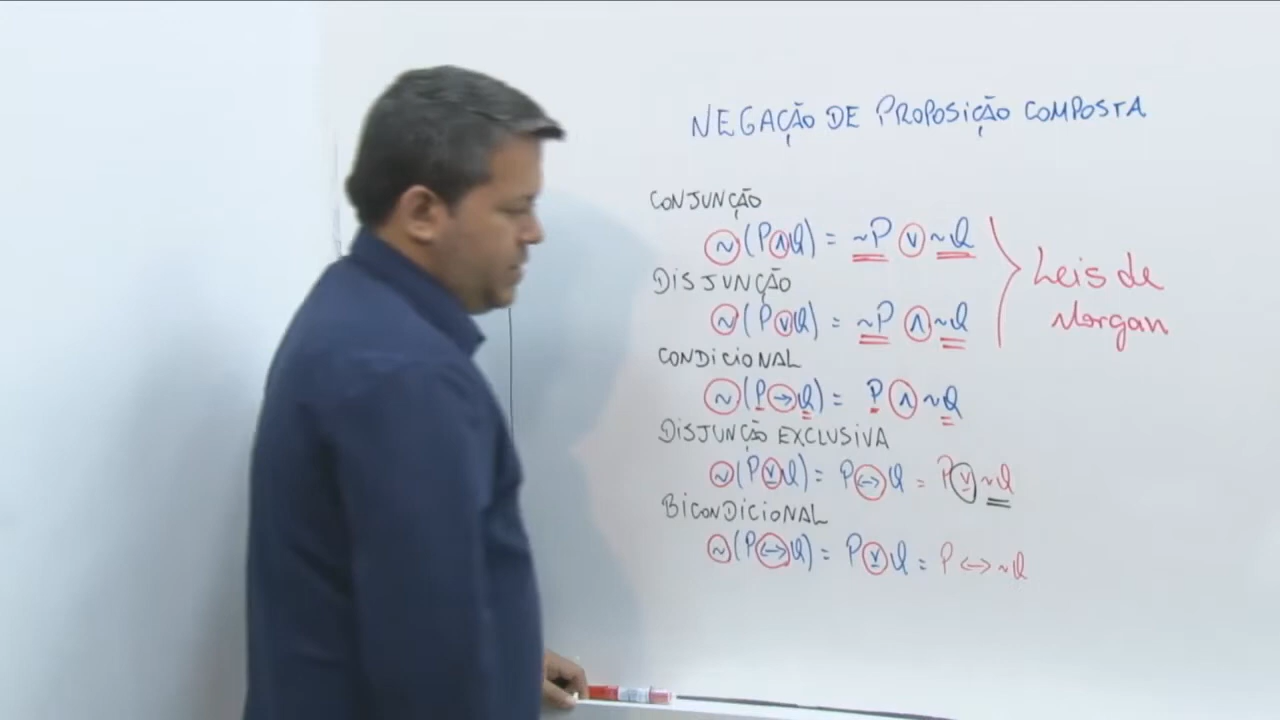 NEGAÇÃO DE PROPOSIÇÃO COMPOSTA
CONJUNÇÃO
~(P∧Q) = ~P ∨ ~Q
DISJUNÇÃO
~(P∨Q) = ~P ∧ ~Q
Leis de
Morgan
CONDICIONAL
~(P→Q) = P ∧ ~Q
DISJUNÇÃO EXCLUSIVA
~(P⊻Q) = P↔Q = P⊻~Q
BICONDICIONAL
~(P↔Q) = P⊻Q = P↔~Q